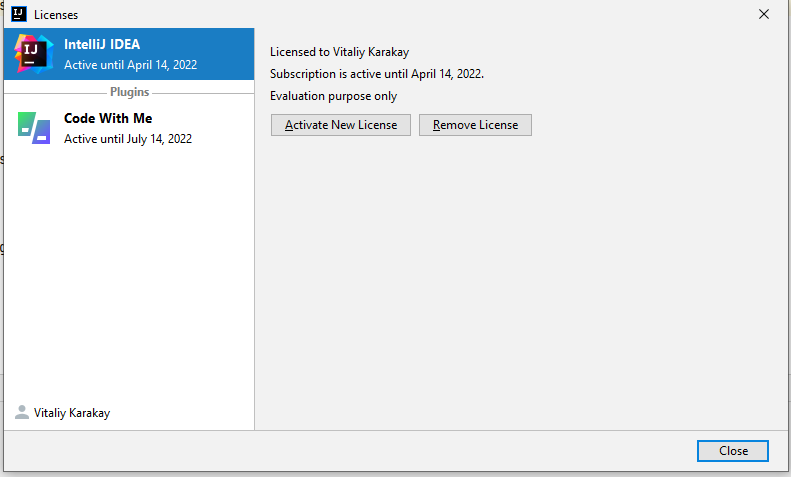 Licenses
IntelliJ IDEA
Active until April 14, 2022
Plugins
Code With Me
Active until July 14, 2022
Vitaliy Karakay
Licensed to Vitaliy Karakay
Subscription is active until April 14, 2022.
Evaluation purpose only
Activate New License
Remove License
Close